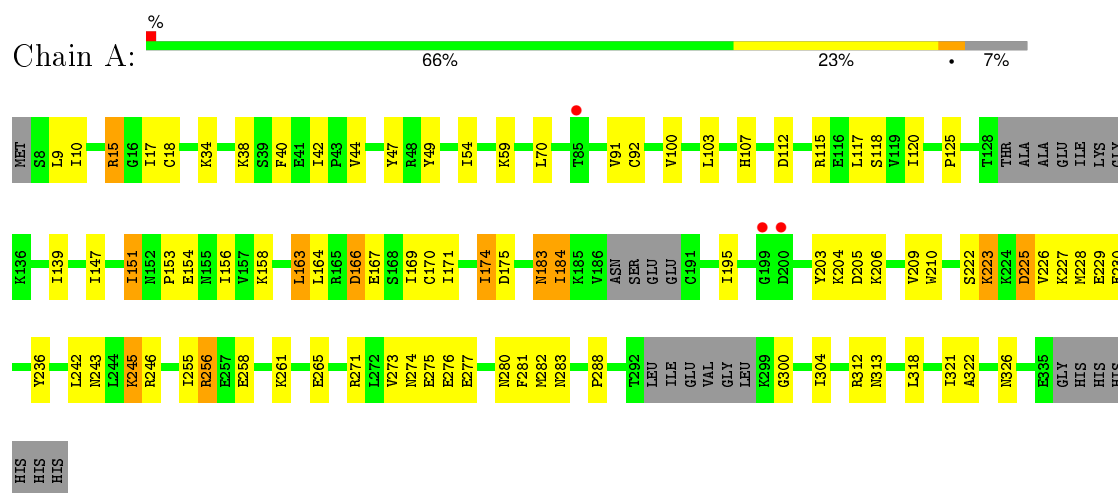 %
Chain A:
66% 23% • 7%
MET S8 L9 I10 R15 G16 I17 C18 K34 K38 S39 F40 E41 I42 P43 V44 Y47 R48 Y49 I54 K59 L70 T85 V91 C92 V100 L103 H107 D112 R115 E116 L117 S118 V119 I120 P125 T128 THR ALA ALA GLU ILE LYS GLY
K136 I139 I147 I151 N152 P153 E154 N155 I156 V157 K158 L163 L164 R165 D166 E167 S168 I169 C170 I171 I174 D175 N183 I184 K185 V186 ASN SER GLU GLU C191 I195 G199 D200 Y203 K204 D205 K206 V209 W210 S222 K223 K224 D225 V226 K227 M228 E229 E230
Y236 L242 N243 L244 K245 R246 I255 R256 E257 E258 K261 E265 R271 L272 V273 N274 E275 E276 E277 N280 F281 M282 N283 P288 T292 LEU ILE GLU VAL GLY LEU K299 G300 I304 R312 N313 L318 I321 A322 N326 E335 GLY HIS HIS HIS
HIS HIS HIS